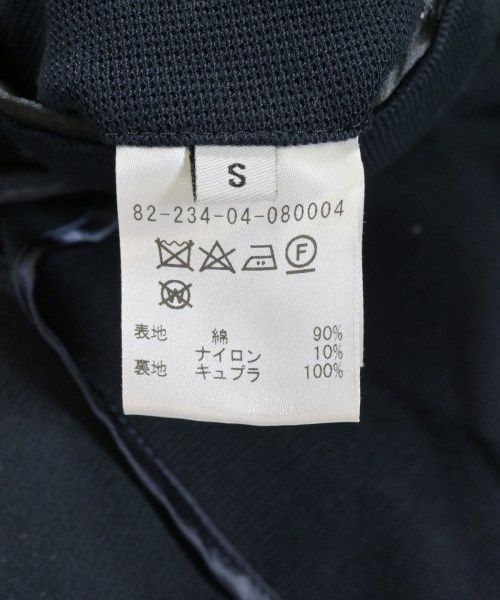 S
82-234-04-080004
F
W
表地 綿 90%
ナイロン 10%
裏地 キュプラ 100%